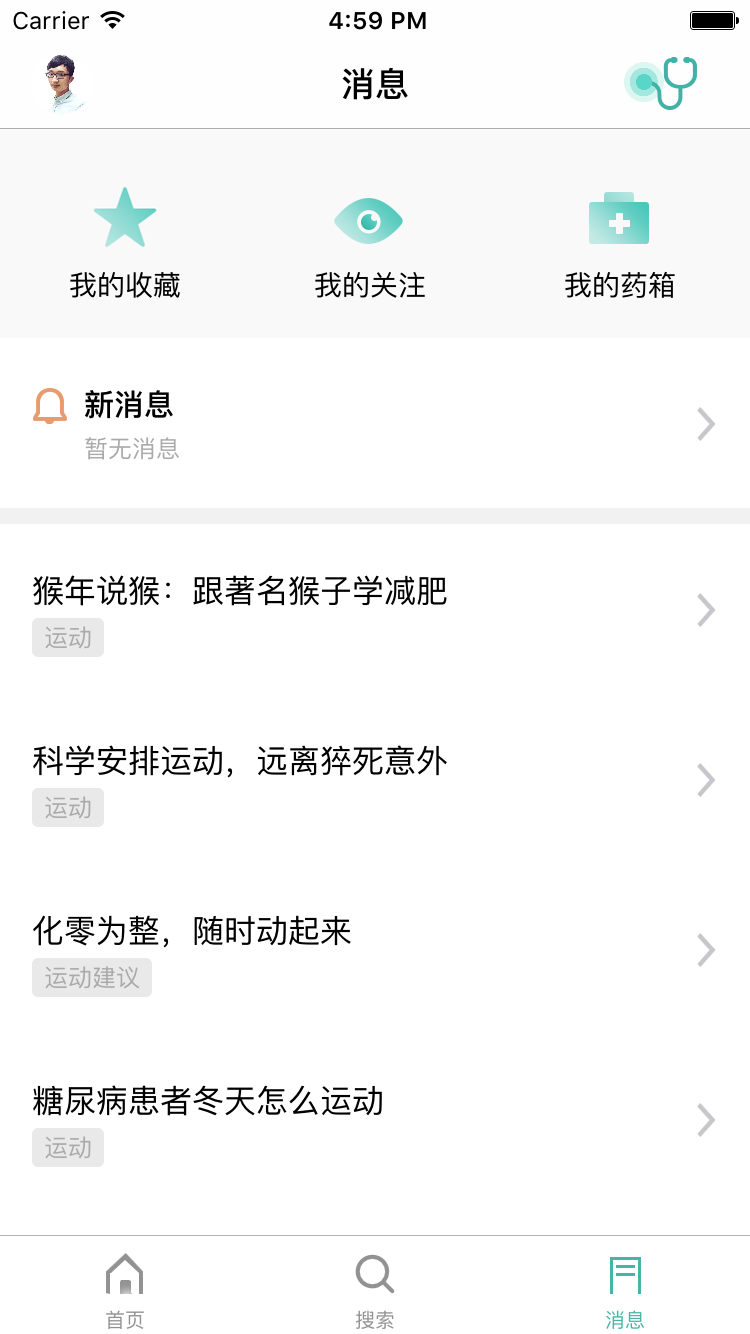 Carrier 4:59 PM
消息
我的收藏 我的关注 我的药箱
新消息
暂无消息
猴年说猴：跟著名猴子学减肥
运动
科学安排运动，远离猝死意外
运动
化零为整，随时动起来
运动建议
糖尿病患者冬天怎么运动
运动
首页 搜索 消息